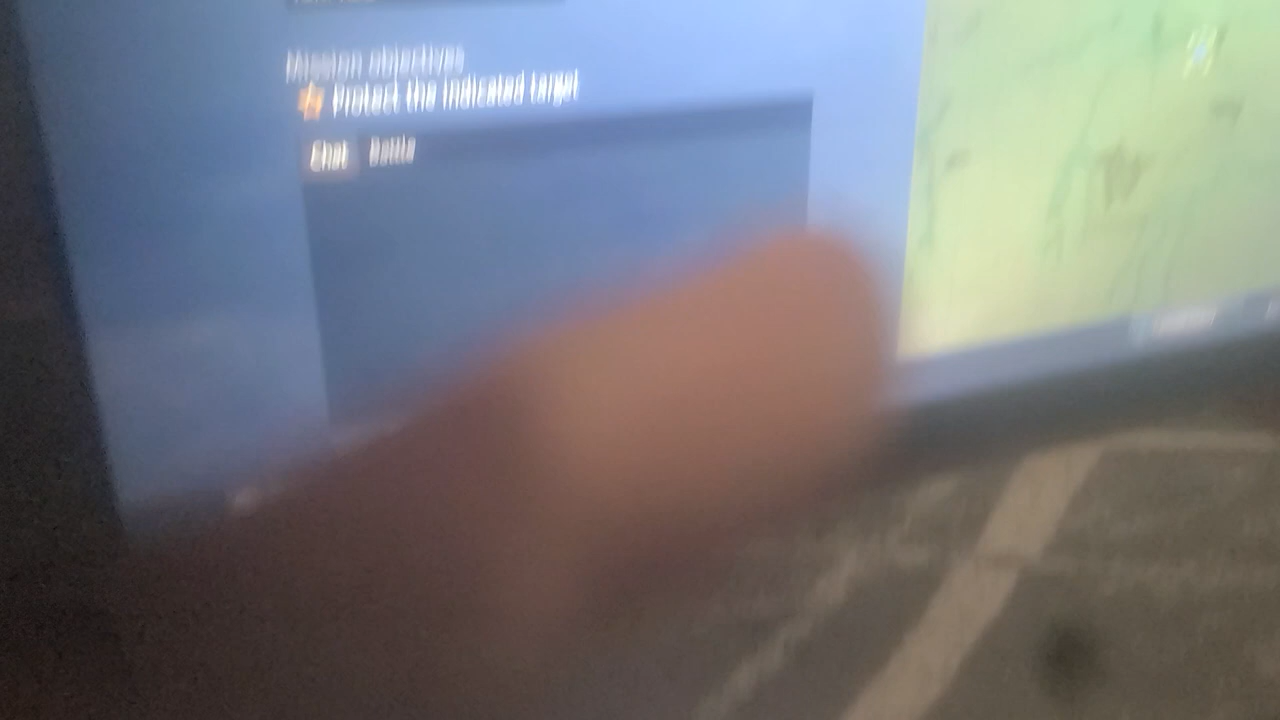 Mission objectives
Protect the indicated target
Chat Battle